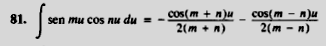 81. ∫ sen mu cos nu du = - cos(m + n)u / 2(m + n) - cos(m - n)u / 2(m - n)